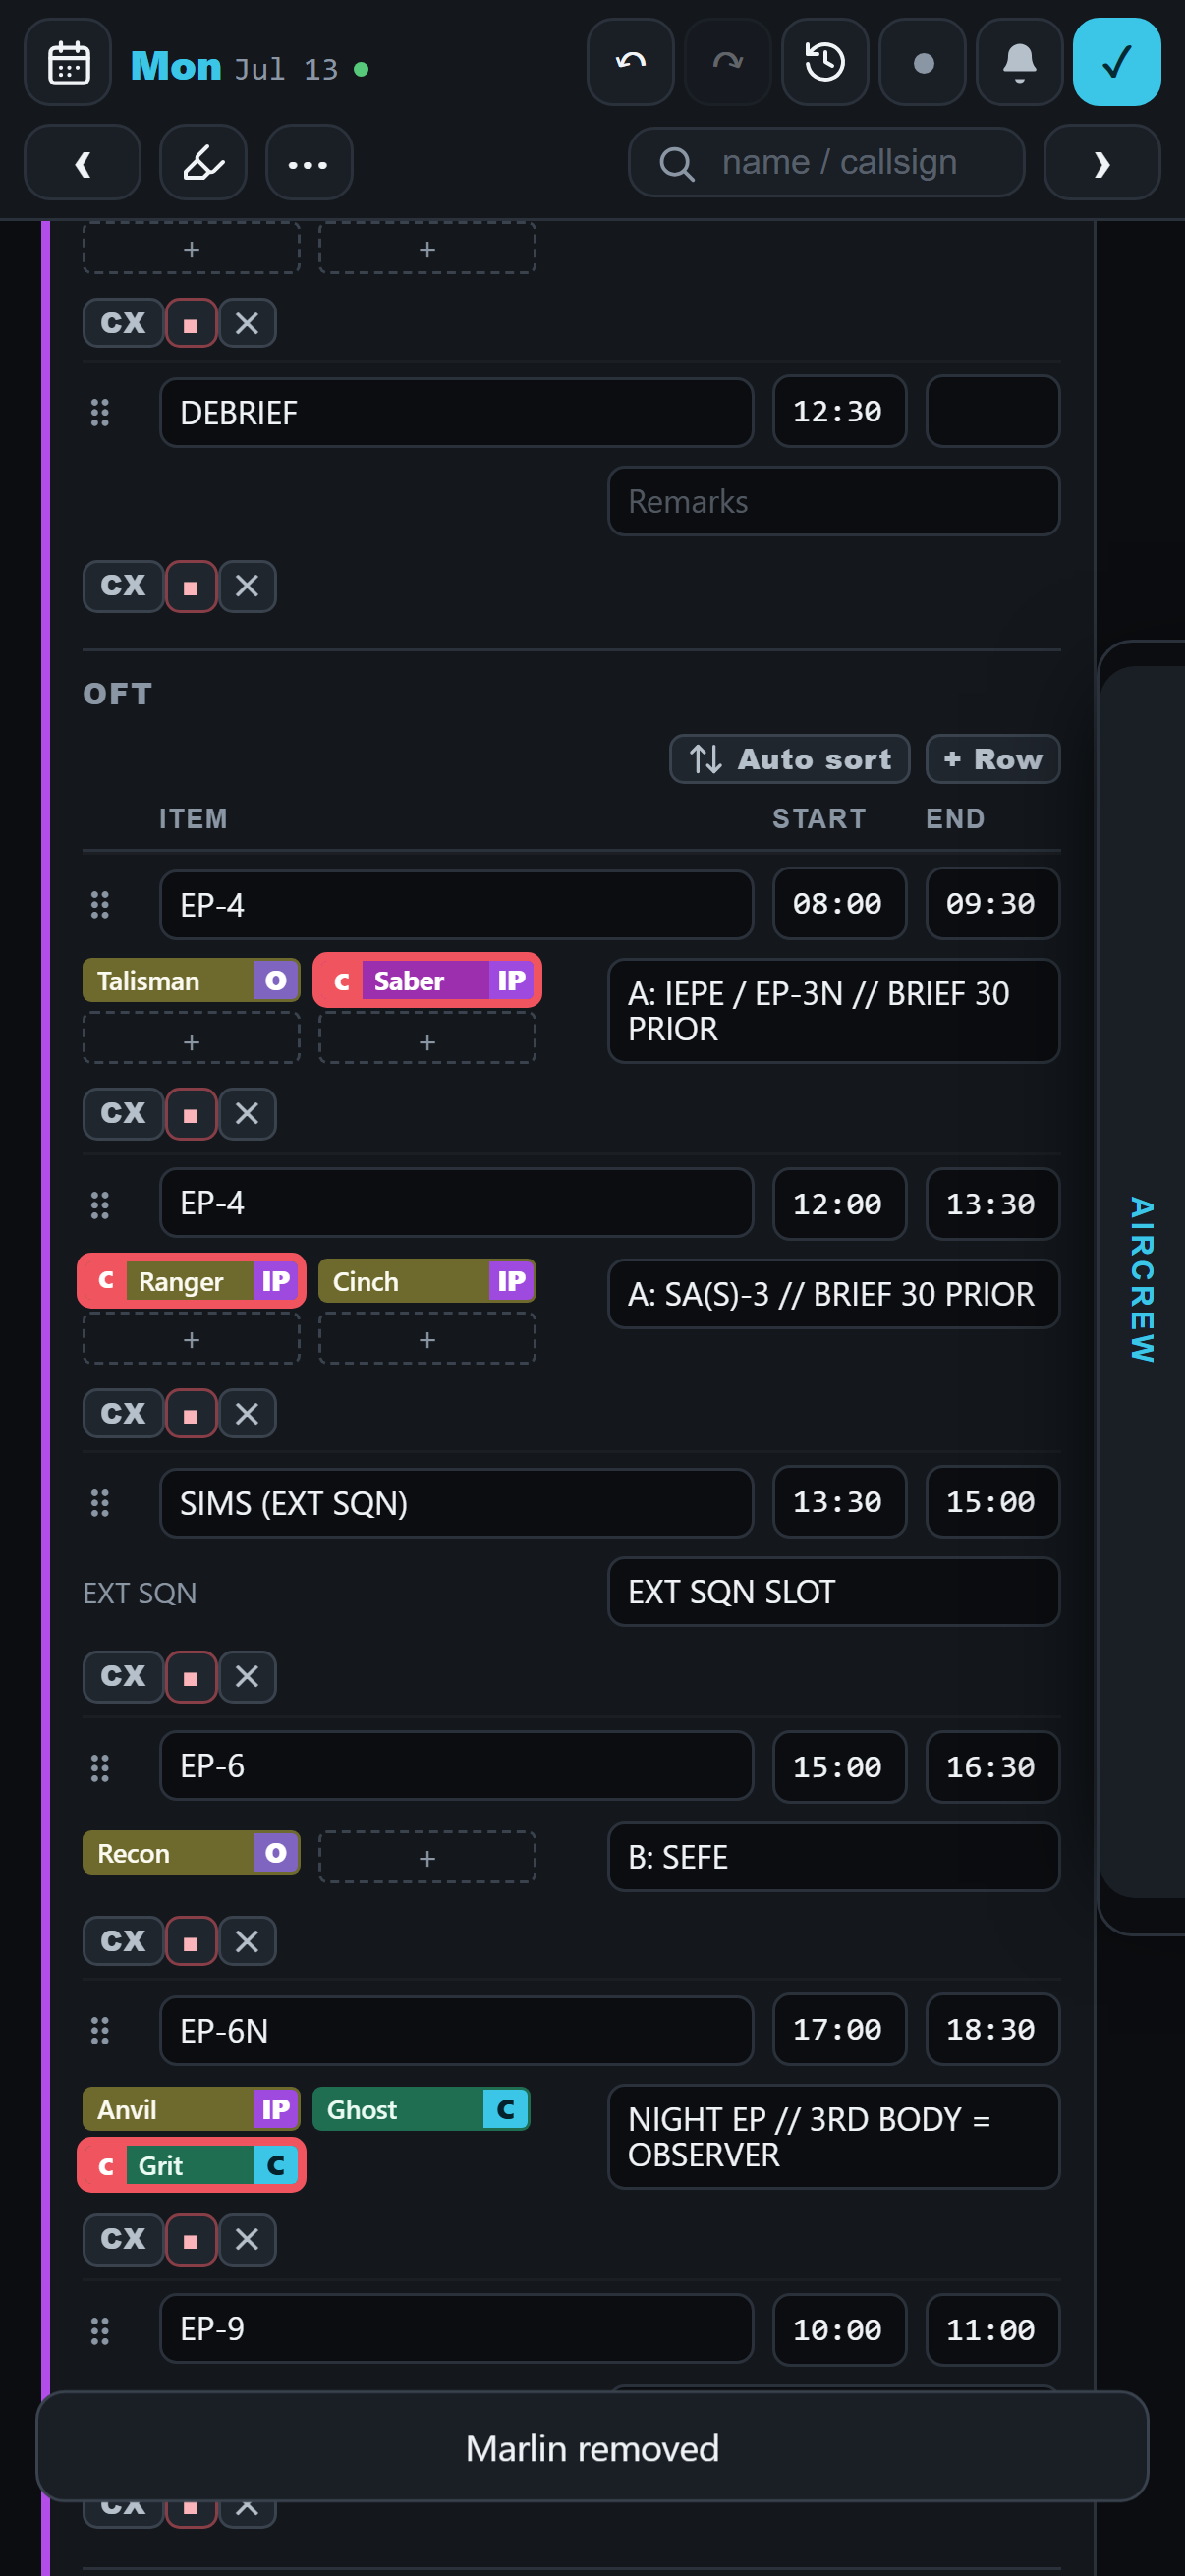 Mon Jul 13
name / callsign
+ +
CX
DEBRIEF 12:30
Remarks
CX
OFT
Auto sort + Row
ITEM START END
EP-4 08:00 09:30
Talisman O C Saber IP
A: IEPE / EP-3N // BRIEF 30
PRIOR
+ +
CX
EP-4 12:00 13:30
C Ranger IP Cinch IP
A: SA(S)-3 // BRIEF 30 PRIOR
+ +
CX
SIMS (EXT SQN) 13:30 15:00
EXT SQN EXT SQN SLOT
CX
EP-6 15:00 16:30
Recon O + B: SEFE
CX
EP-6N 17:00 18:30
Anvil IP Ghost C
NIGHT EP // 3RD BODY =
OBSERVER
C Grit C
CX
EP-9 10:00 11:00
Marlin removed
CX
AIRCREW